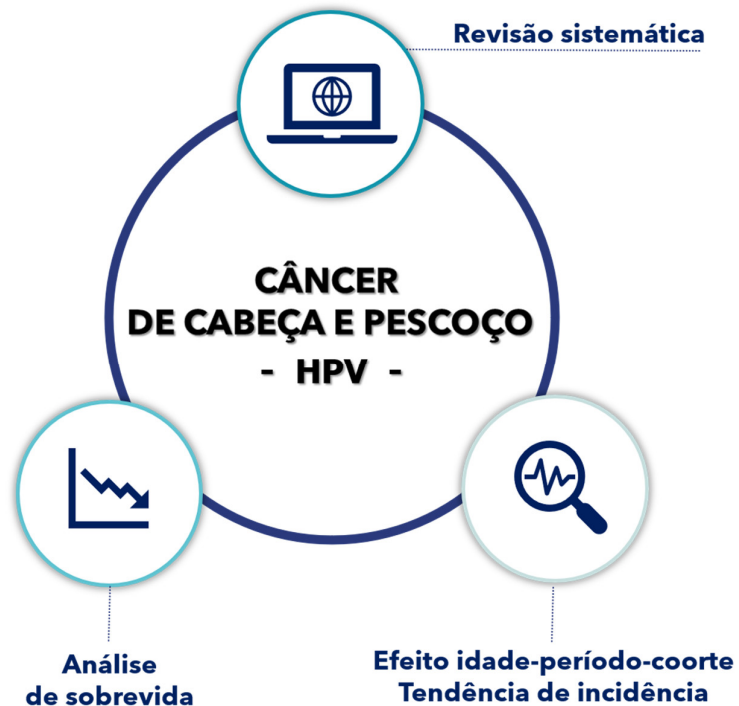 Revisão sistemática
CÂNCER
DE CABEÇA E PESCOÇO
- HPV -
Análise
de sobrevida
Efeito idade-período-coorte
Tendência de incidência